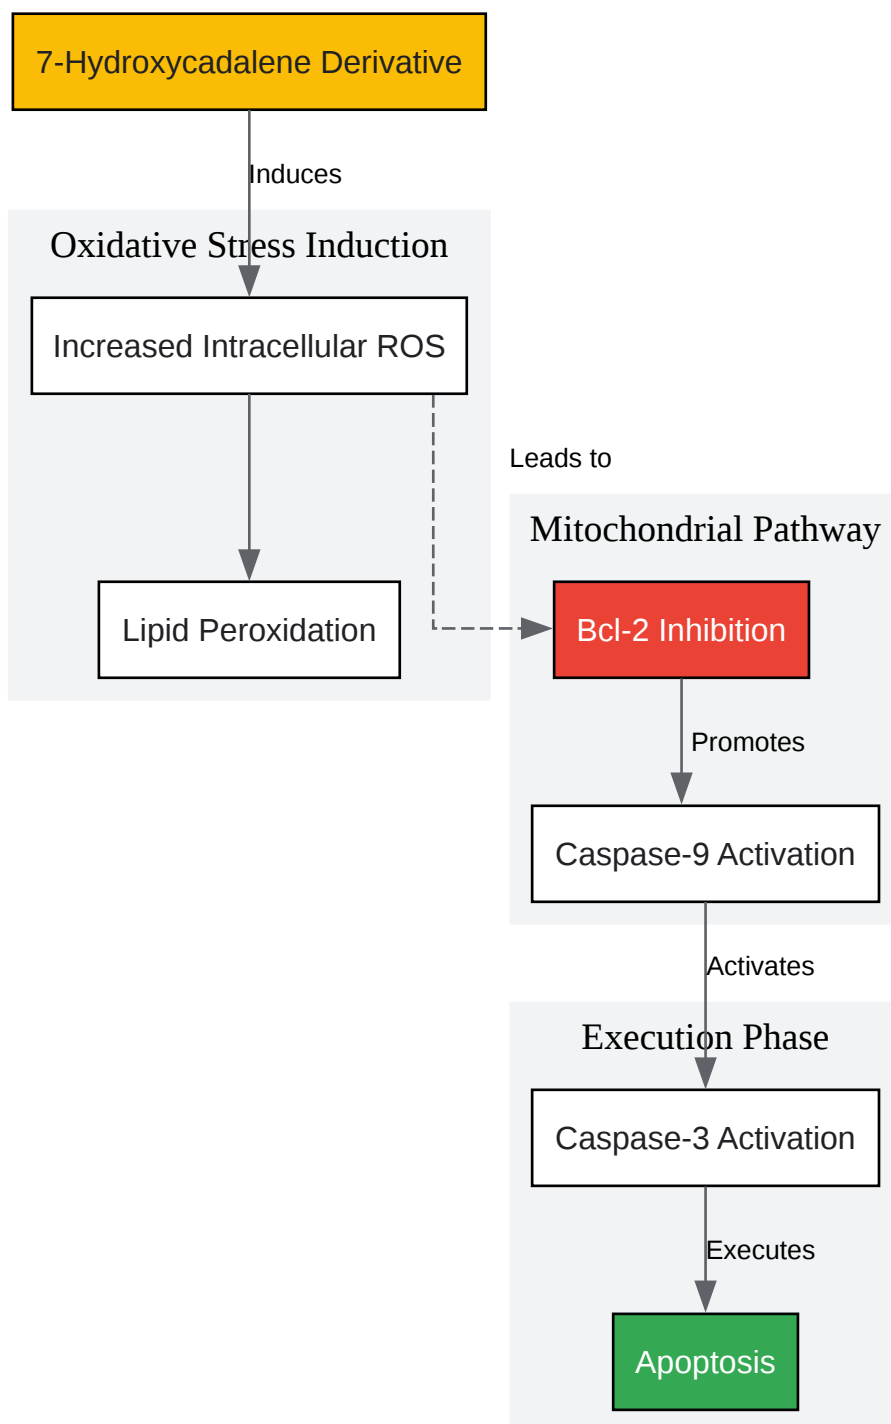 7-Hydroxycadalene Derivative
Induces
Oxidative Stress Induction
Increased Intracellular ROS
Leads to
Mitochondrial Pathway
Lipid Peroxidation
Bcl-2 Inhibition
Promotes
Caspase-9 Activation
Activates
Execution Phase
Caspase-3 Activation
Executes
Apoptosis